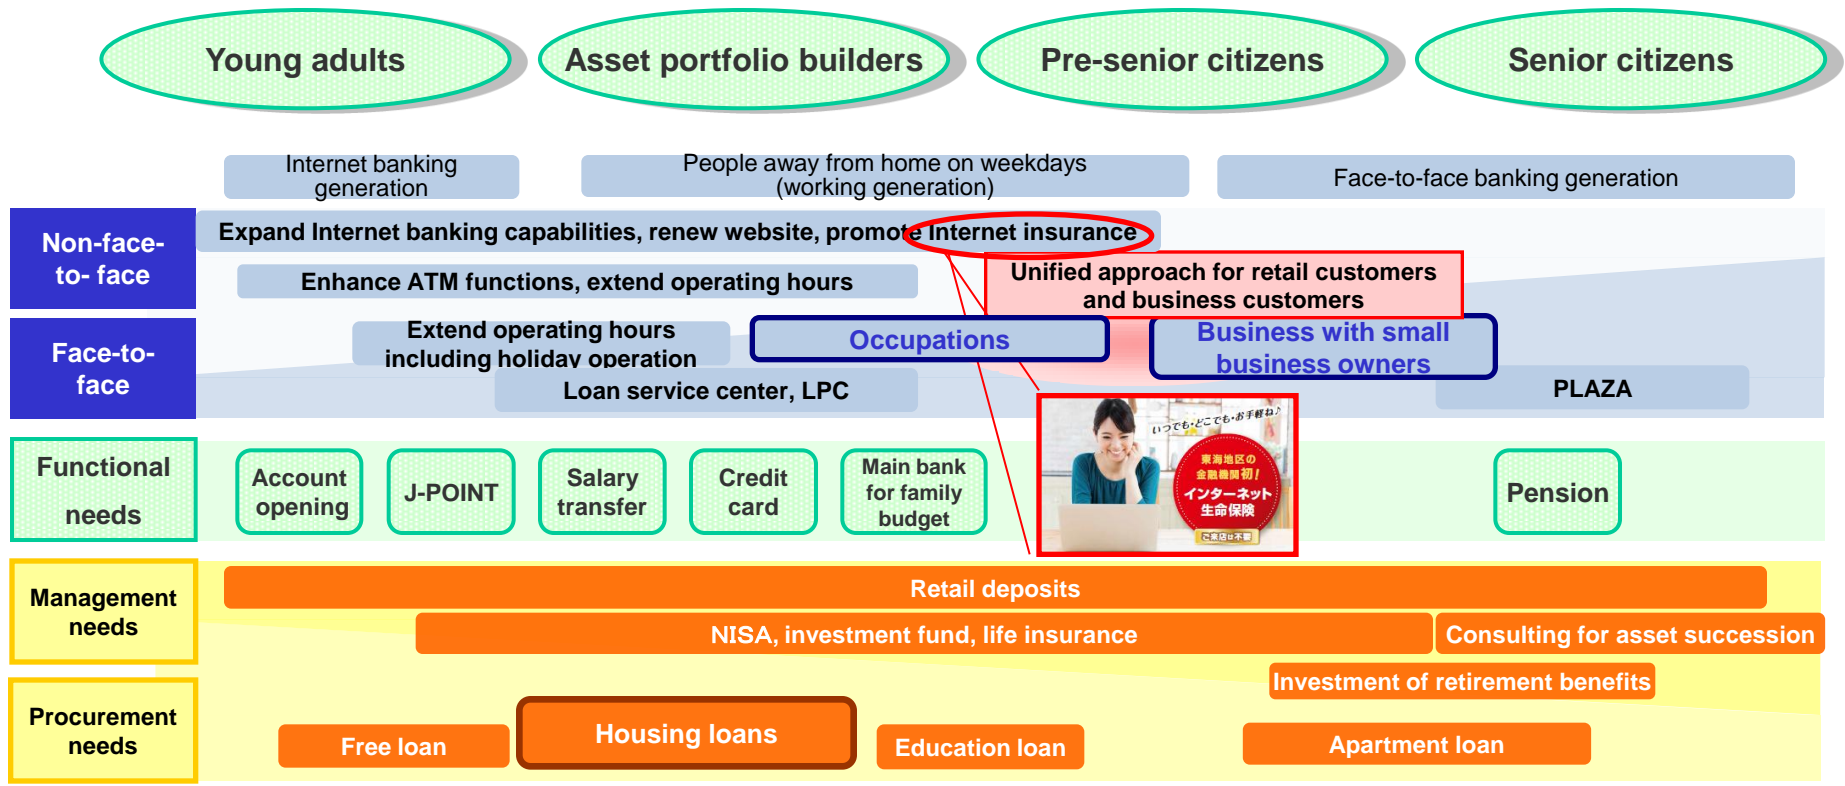 Young adults
Asset portfolio builders
Pre-senior citizens
Senior citizens
Internet banking
generation
People away from home on weekdays
(working generation)
Face-to-face banking generation
Non-face-
to- face
Expand Internet banking capabilities, renew website, promote Internet insurance
Enhance ATM functions, extend operating hours
Unified approach for retail customers
and business customers
Face-to-
face
Extend operating hours
including holiday operation
Occupations
Business with small
business owners
Loan service center, LPC
PLAZA
いつでも・どこでも・お手軽ね♪
東海地区の
金融機関初!
インターネット
生命保険
ご来店は不要
Functional
needs
Account
opening
J-POINT
Salary
transfer
Credit
card
Main bank
for family
budget
Pension
Management
needs
Retail deposits
NISA, investment fund, life insurance
Consulting for asset succession
Investment of retirement benefits
Procurement
needs
Free loan
Housing loans
Education loan
Apartment loan